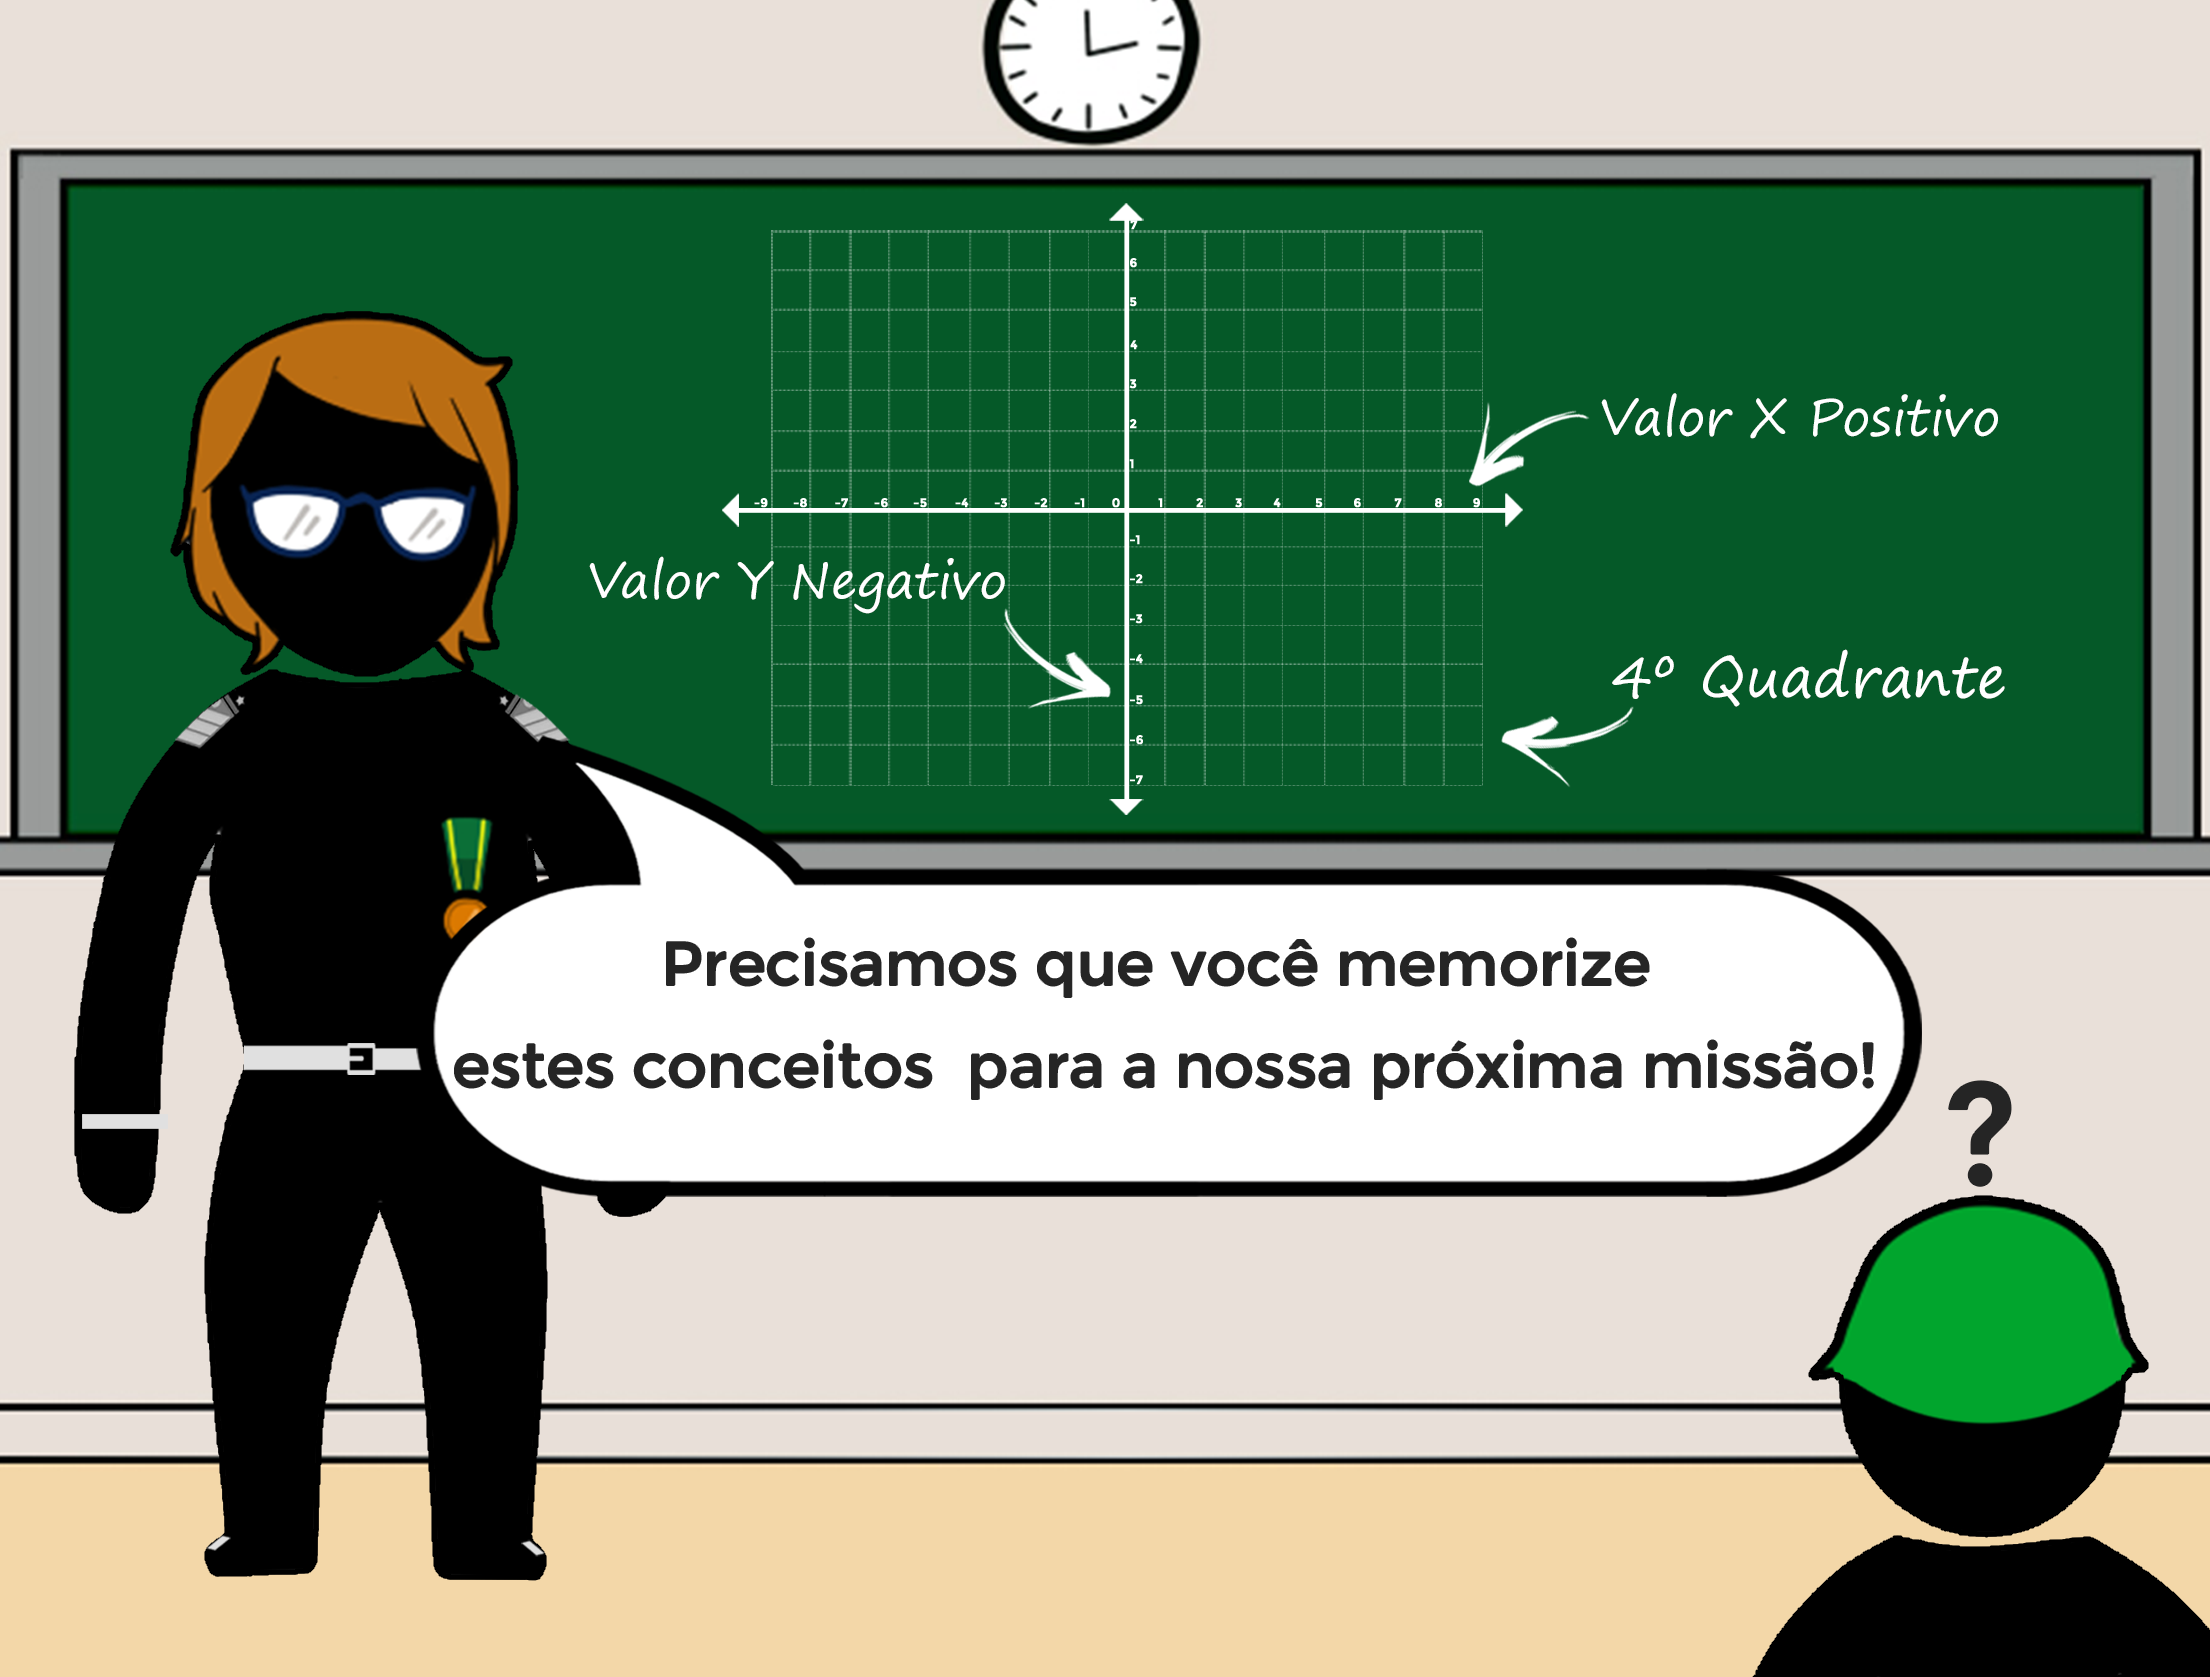 7
6
5
4
3
2
1
Valor X Positivo
-9 -8 -7 -6 -5 -4 -3 -2 -1 0 1 2 3 4 5 6 7 8 9
-1
Valor Y Negativo
-2
-3
-4
4º Quadrante
-5
-6
-7
Precisamos que você memorize
estes conceitos para a nossa próxima missão!
?